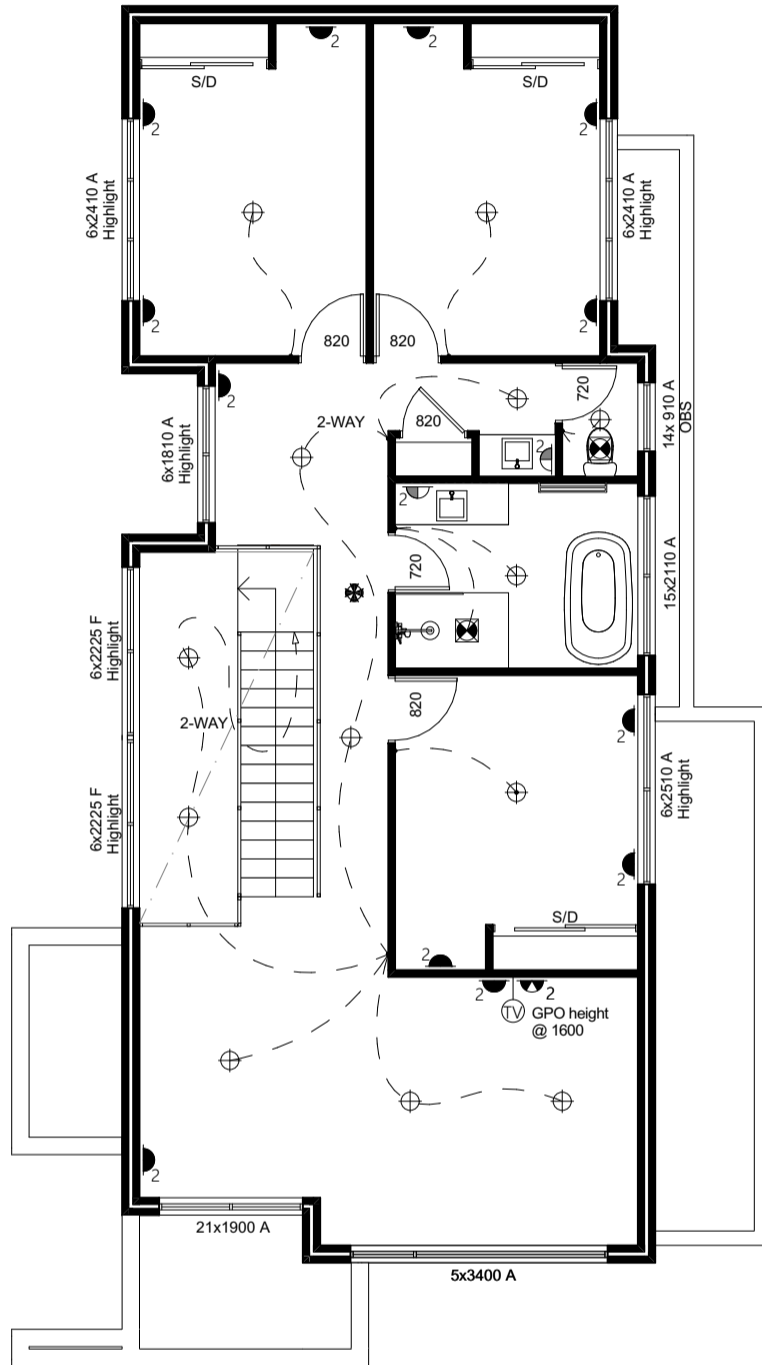 2
2
S/D
S/D
2
2
6x2410 A
Highlight
6x2410 A
Highlight
2
2
820
820
2
720
14x 910 A
OBS
2-WAY
820
6x1810 A
Highlight
2
2
720
15x2110 A
6x2225 F
Highlight
820
2-WAY
2
6x2510 A
Highlight
6x2225 F
Highlight
2
S/D
2
2
2
TV
GPO height
@ 1600
2
21x1900 A
5x3400 A